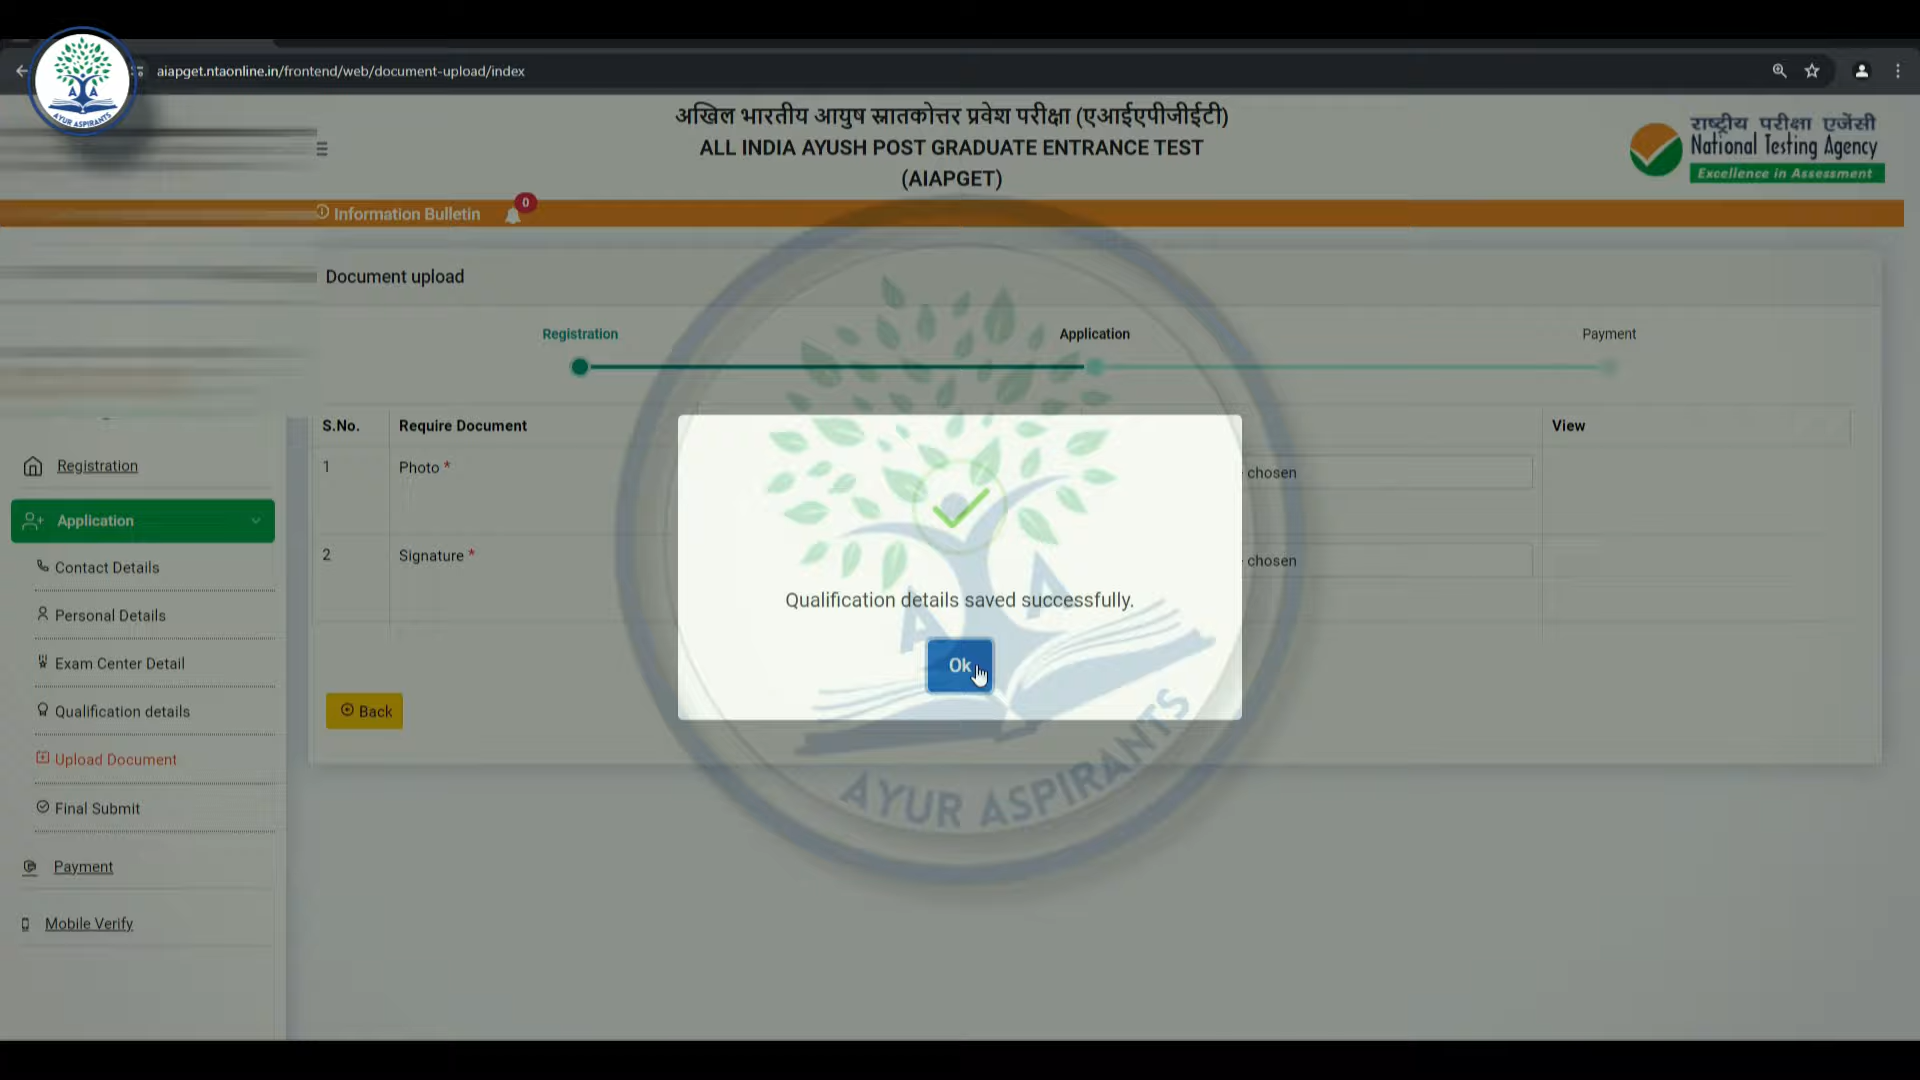 AYUR ASPIRANTS
aiapget.ntaonline.in/frontend/web/document-upload/index
अखिल भारतीय आयुष स्नातकोत्तर प्रवेश परीक्षा (एआईएपीजीईटी)
ALL INDIA AYUSH POST GRADUATE ENTRANCE TEST
(AIAPGET)
राष्ट्रीय परीक्षा एजेंसी
National Testing Agency
Excellence in Assessment
Information Bulletin
0
Document upload
Registration
Application
Payment
S.No.
Require Document
View
1
Photo *
chosen
2
Signature *
chosen
Qualification details saved successfully.
Ok
Back
Registration
Application
Contact Details
Personal Details
Exam Center Detail
Qualification details
Upload Document
Final Submit
Payment
Mobile Verify
A A
AYUR ASPIRANTS